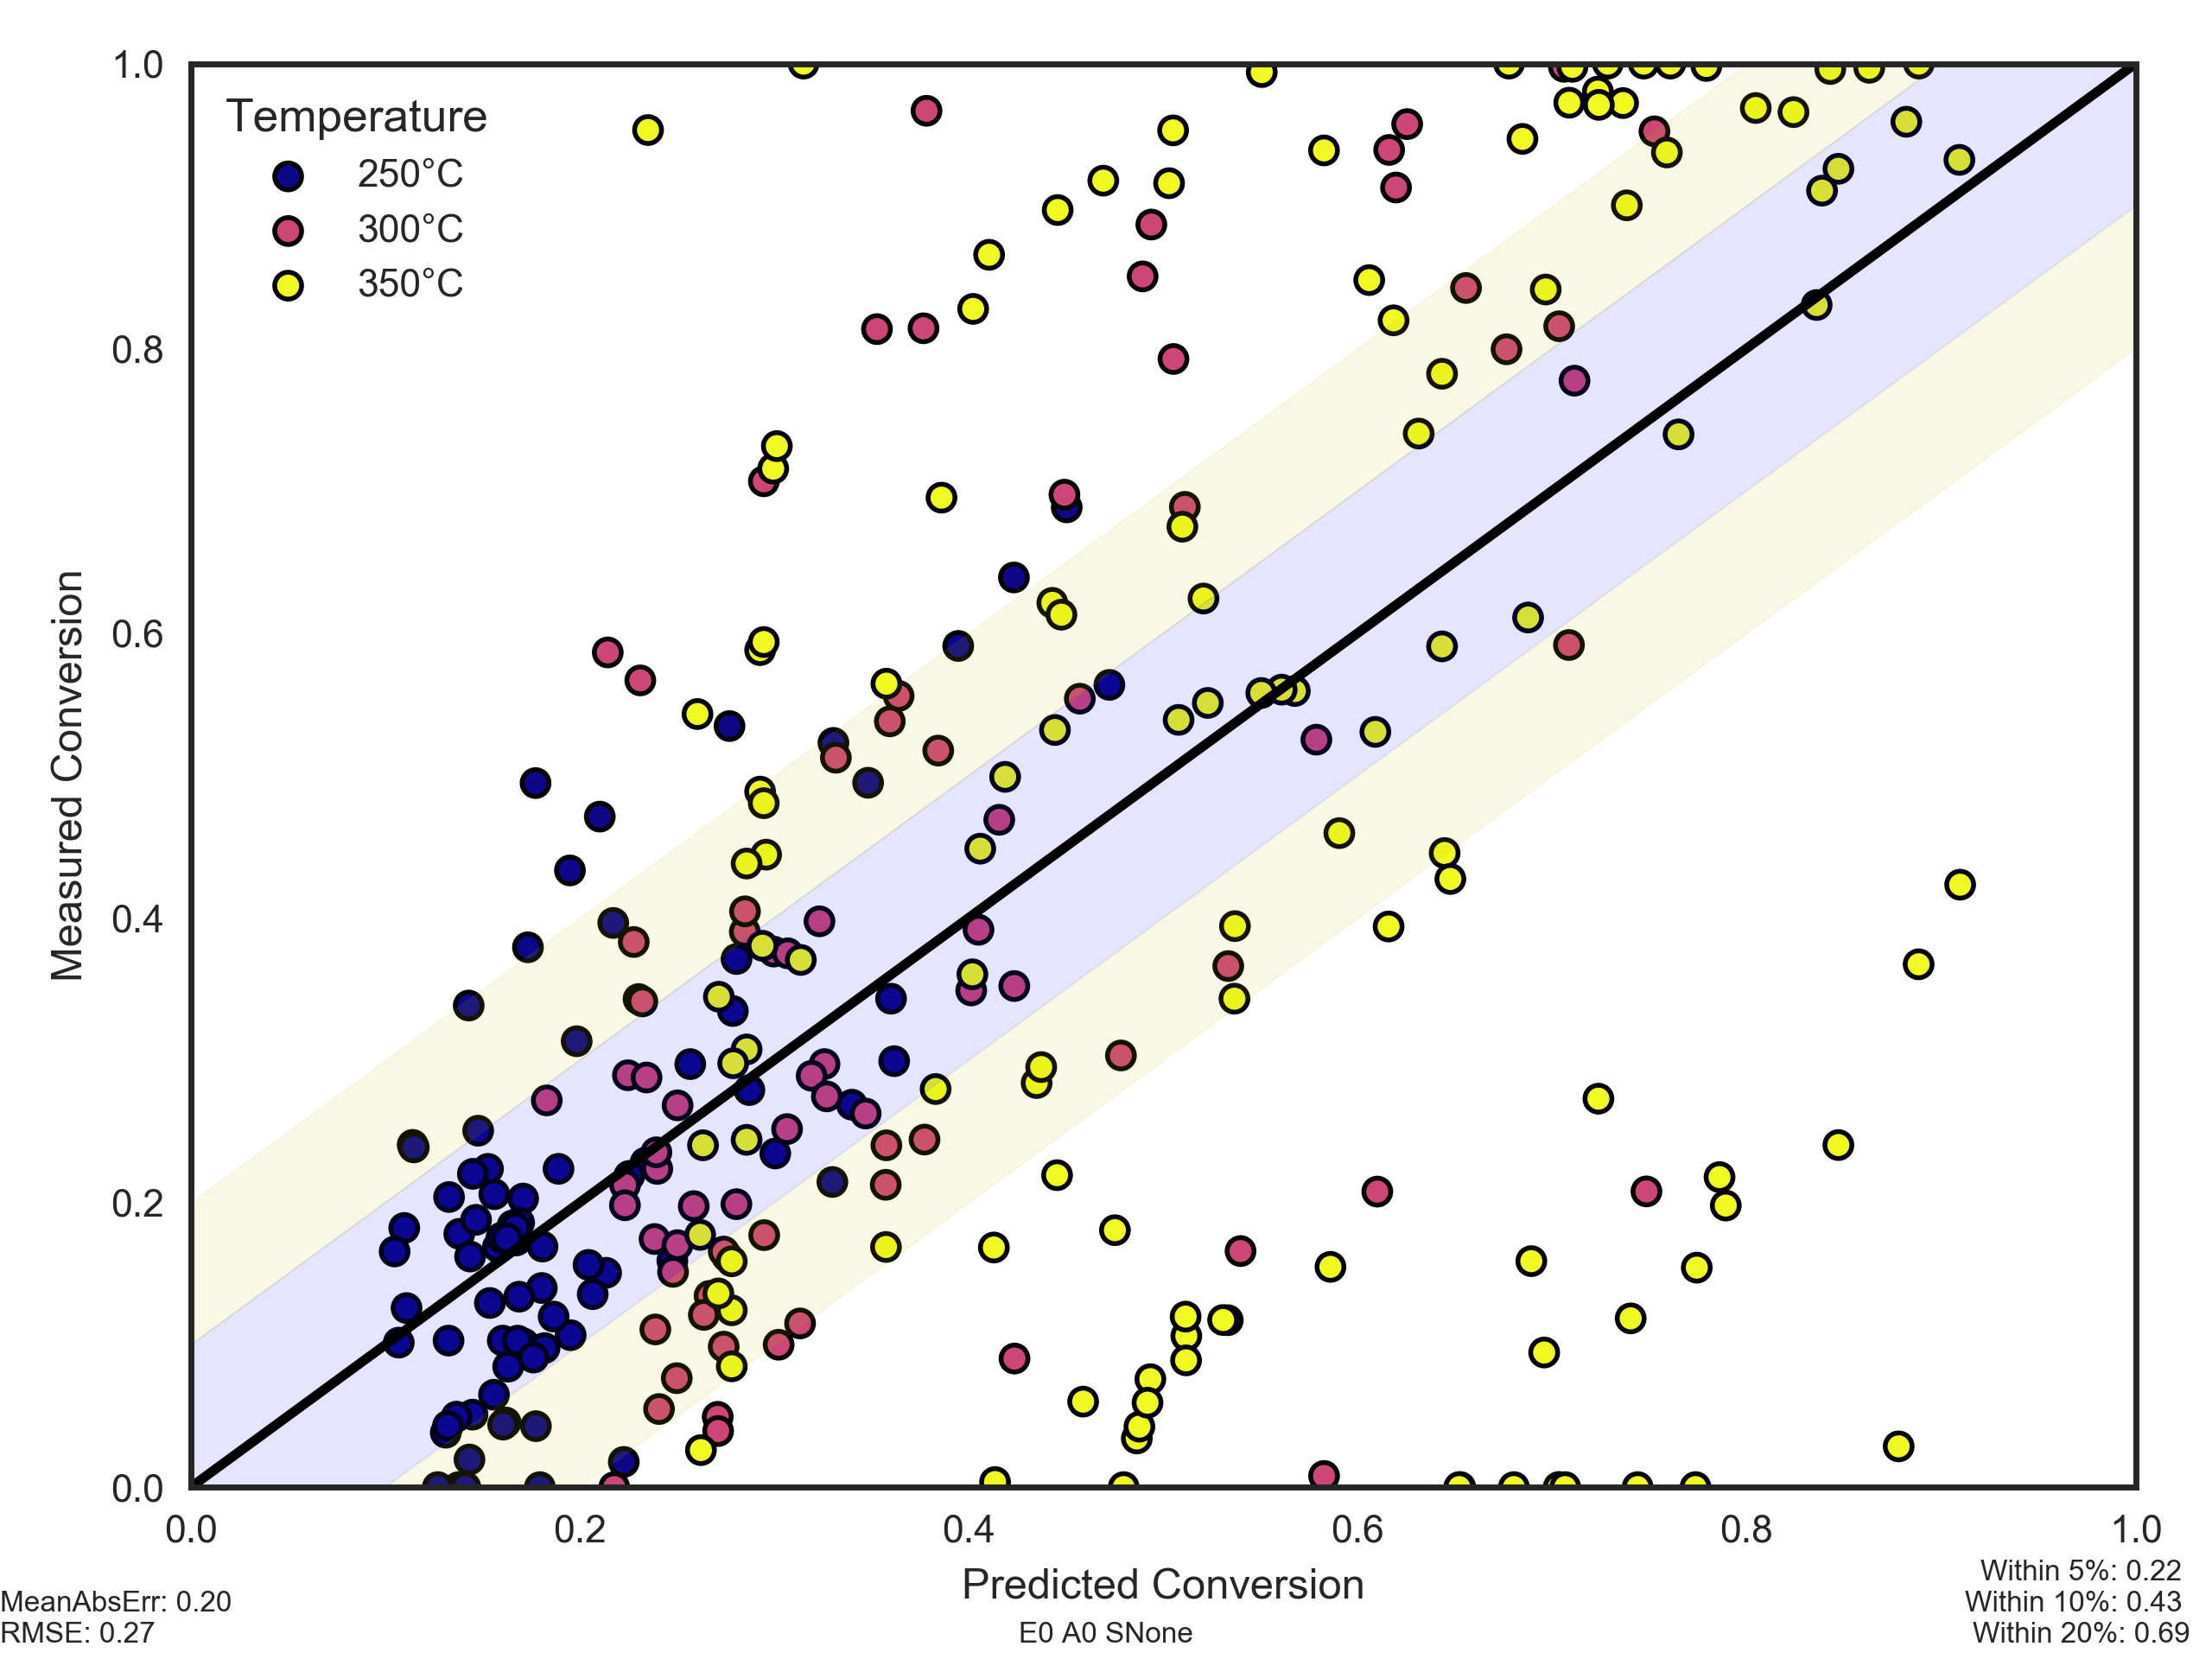 Temperature
250°C
300°C
350°C
1.0
0.8
0.6
0.4
0.2
0.0
Measured Conversion
0.0 0.2 0.4 0.6 0.8 1.0
Predicted Conversion
E0 A0 SNone
MeanAbsErr: 0.20
RMSE: 0.27
Within 5%: 0.22
Within 10%: 0.43
Within 20%: 0.69